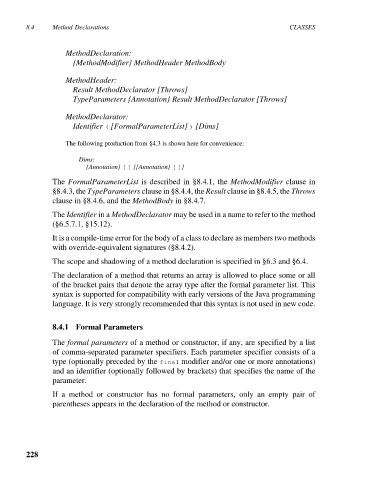 8.4 Method Declarations CLASSES
MethodDeclaration:
{MethodModifier} MethodHeader MethodBody
MethodHeader:
Result MethodDeclarator [Throws]
TypeParameters {Annotation} Result MethodDeclarator [Throws]
MethodDeclarator:
Identifier ( [FormalParameterList] ) [Dims]
The following production from §4.3 is shown here for convenience:
Dims:
{Annotation} [ ] {{Annotation} [ ]}
The FormalParameterList is described in §8.4.1, the MethodModifier clause in
§8.4.3, the TypeParameters clause in §8.4.4, the Result clause in §8.4.5, the Throws
clause in §8.4.6, and the MethodBody in §8.4.7.
The Identifier in a MethodDeclarator may be used in a name to refer to the method
(§6.5.7.1, §15.12).
It is a compile-time error for the body of a class to declare as members two methods
with override-equivalent signatures (§8.4.2).
The scope and shadowing of a method declaration is specified in §6.3 and §6.4.
The declaration of a method that returns an array is allowed to place some or all
of the bracket pairs that denote the array type after the formal parameter list. This
syntax is supported for compatibility with early versions of the Java programming
language. It is very strongly recommended that this syntax is not used in new code.
8.4.1 Formal Parameters
The formal parameters of a method or constructor, if any, are specified by a list
of comma-separated parameter specifiers. Each parameter specifier consists of a
type (optionally preceded by the final modifier and/or one or more annotations)
and an identifier (optionally followed by brackets) that specifies the name of the
parameter.
If a method or constructor has no formal parameters, only an empty pair of
parentheses appears in the declaration of the method or constructor.
228